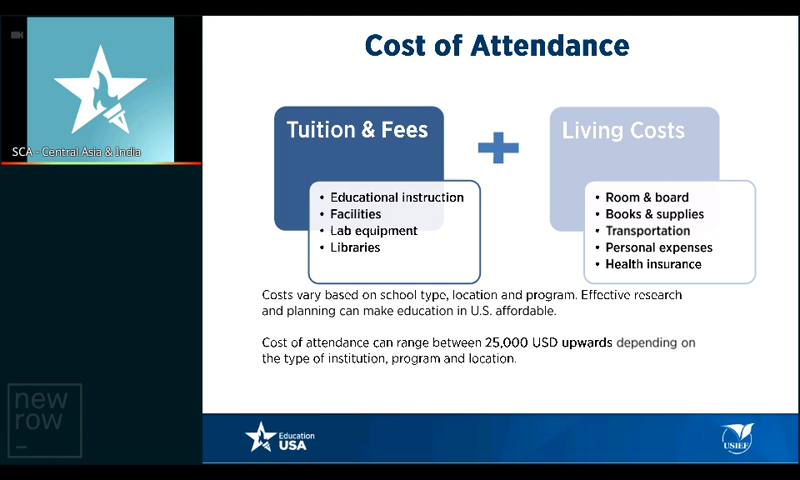 Cost of Attendance
SCA - Central Asia & India
Tuition & Fees
• Educational instruction
• Facilities
• Lab equipment
• Libraries
Living Costs
• Room & board
• Books & supplies
• Transportation
• Personal expenses
• Health insurance
Costs vary based on school type, location and program. Effective research
and planning can make education in U.S. affordable.
Cost of attendance can range between 25,000 USD upwards depending on
the type of institution, program and location.
new
row
Education
USA
USIEF